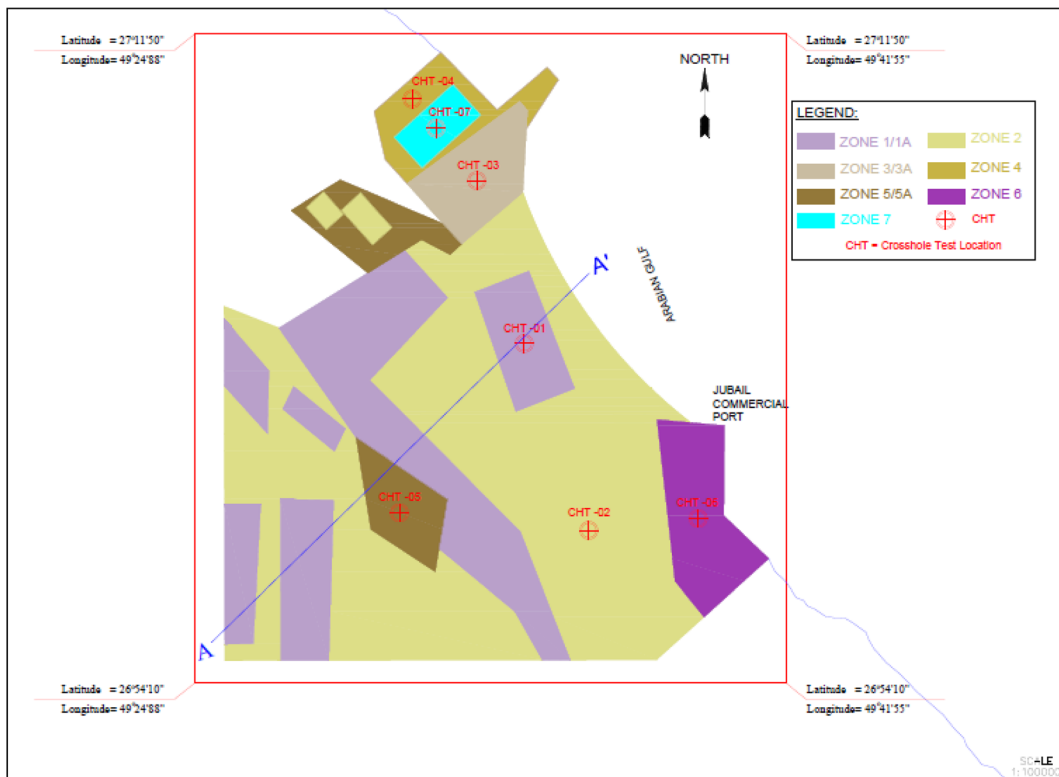 Latitude = 27°11'50"
Longitude= 49°24'88"
Latitude = 27°11'50"
Longitude= 49°41'55"
NORTH
CHT -04
CHT -07
CHT -03
LEGEND:
ZONE 1/1A
ZONE 2
ZONE 3/3A
ZONE 4
ZONE 5/5A
ZONE 6
ZONE 7
CHT
CHT = Crosshole Test Location
A'
ARABIAN GULF
CHT -01
JUBAIL
COMMERCIAL
PORT
CHT -05
CHT -02
CHT -06
A
Latitude = 26°54'10"
Longitude= 49°24'88"
Latitude = 26°54'10"
Longitude= 49°41'55"
SCALE
1: 100000